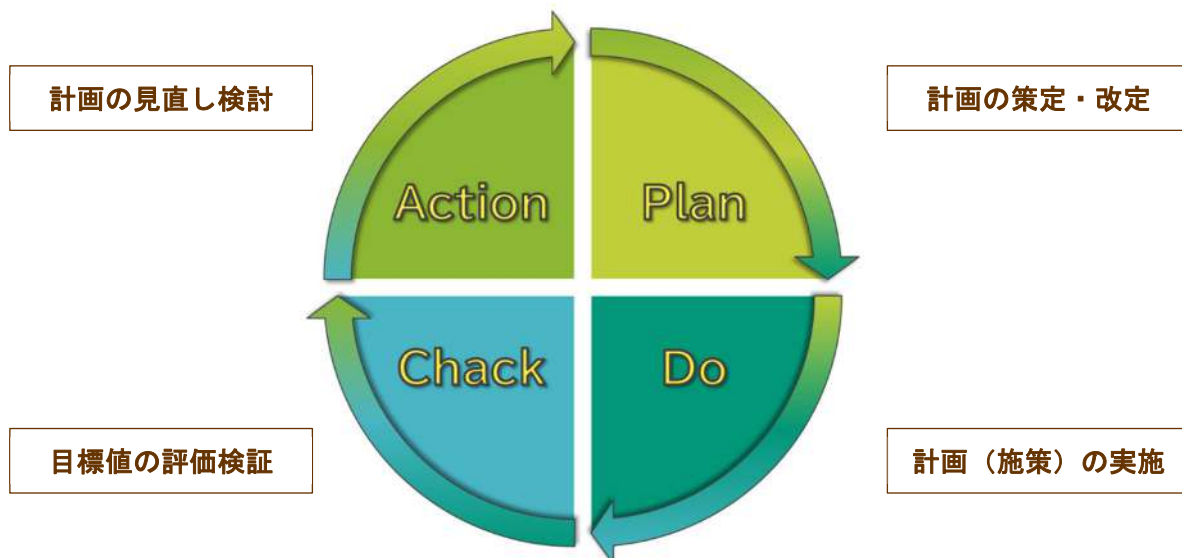 計画の見直し検討
計画の策定・改定
Action
Plan
Chack
Do
目標値の評価検証
計画（施策）の実施